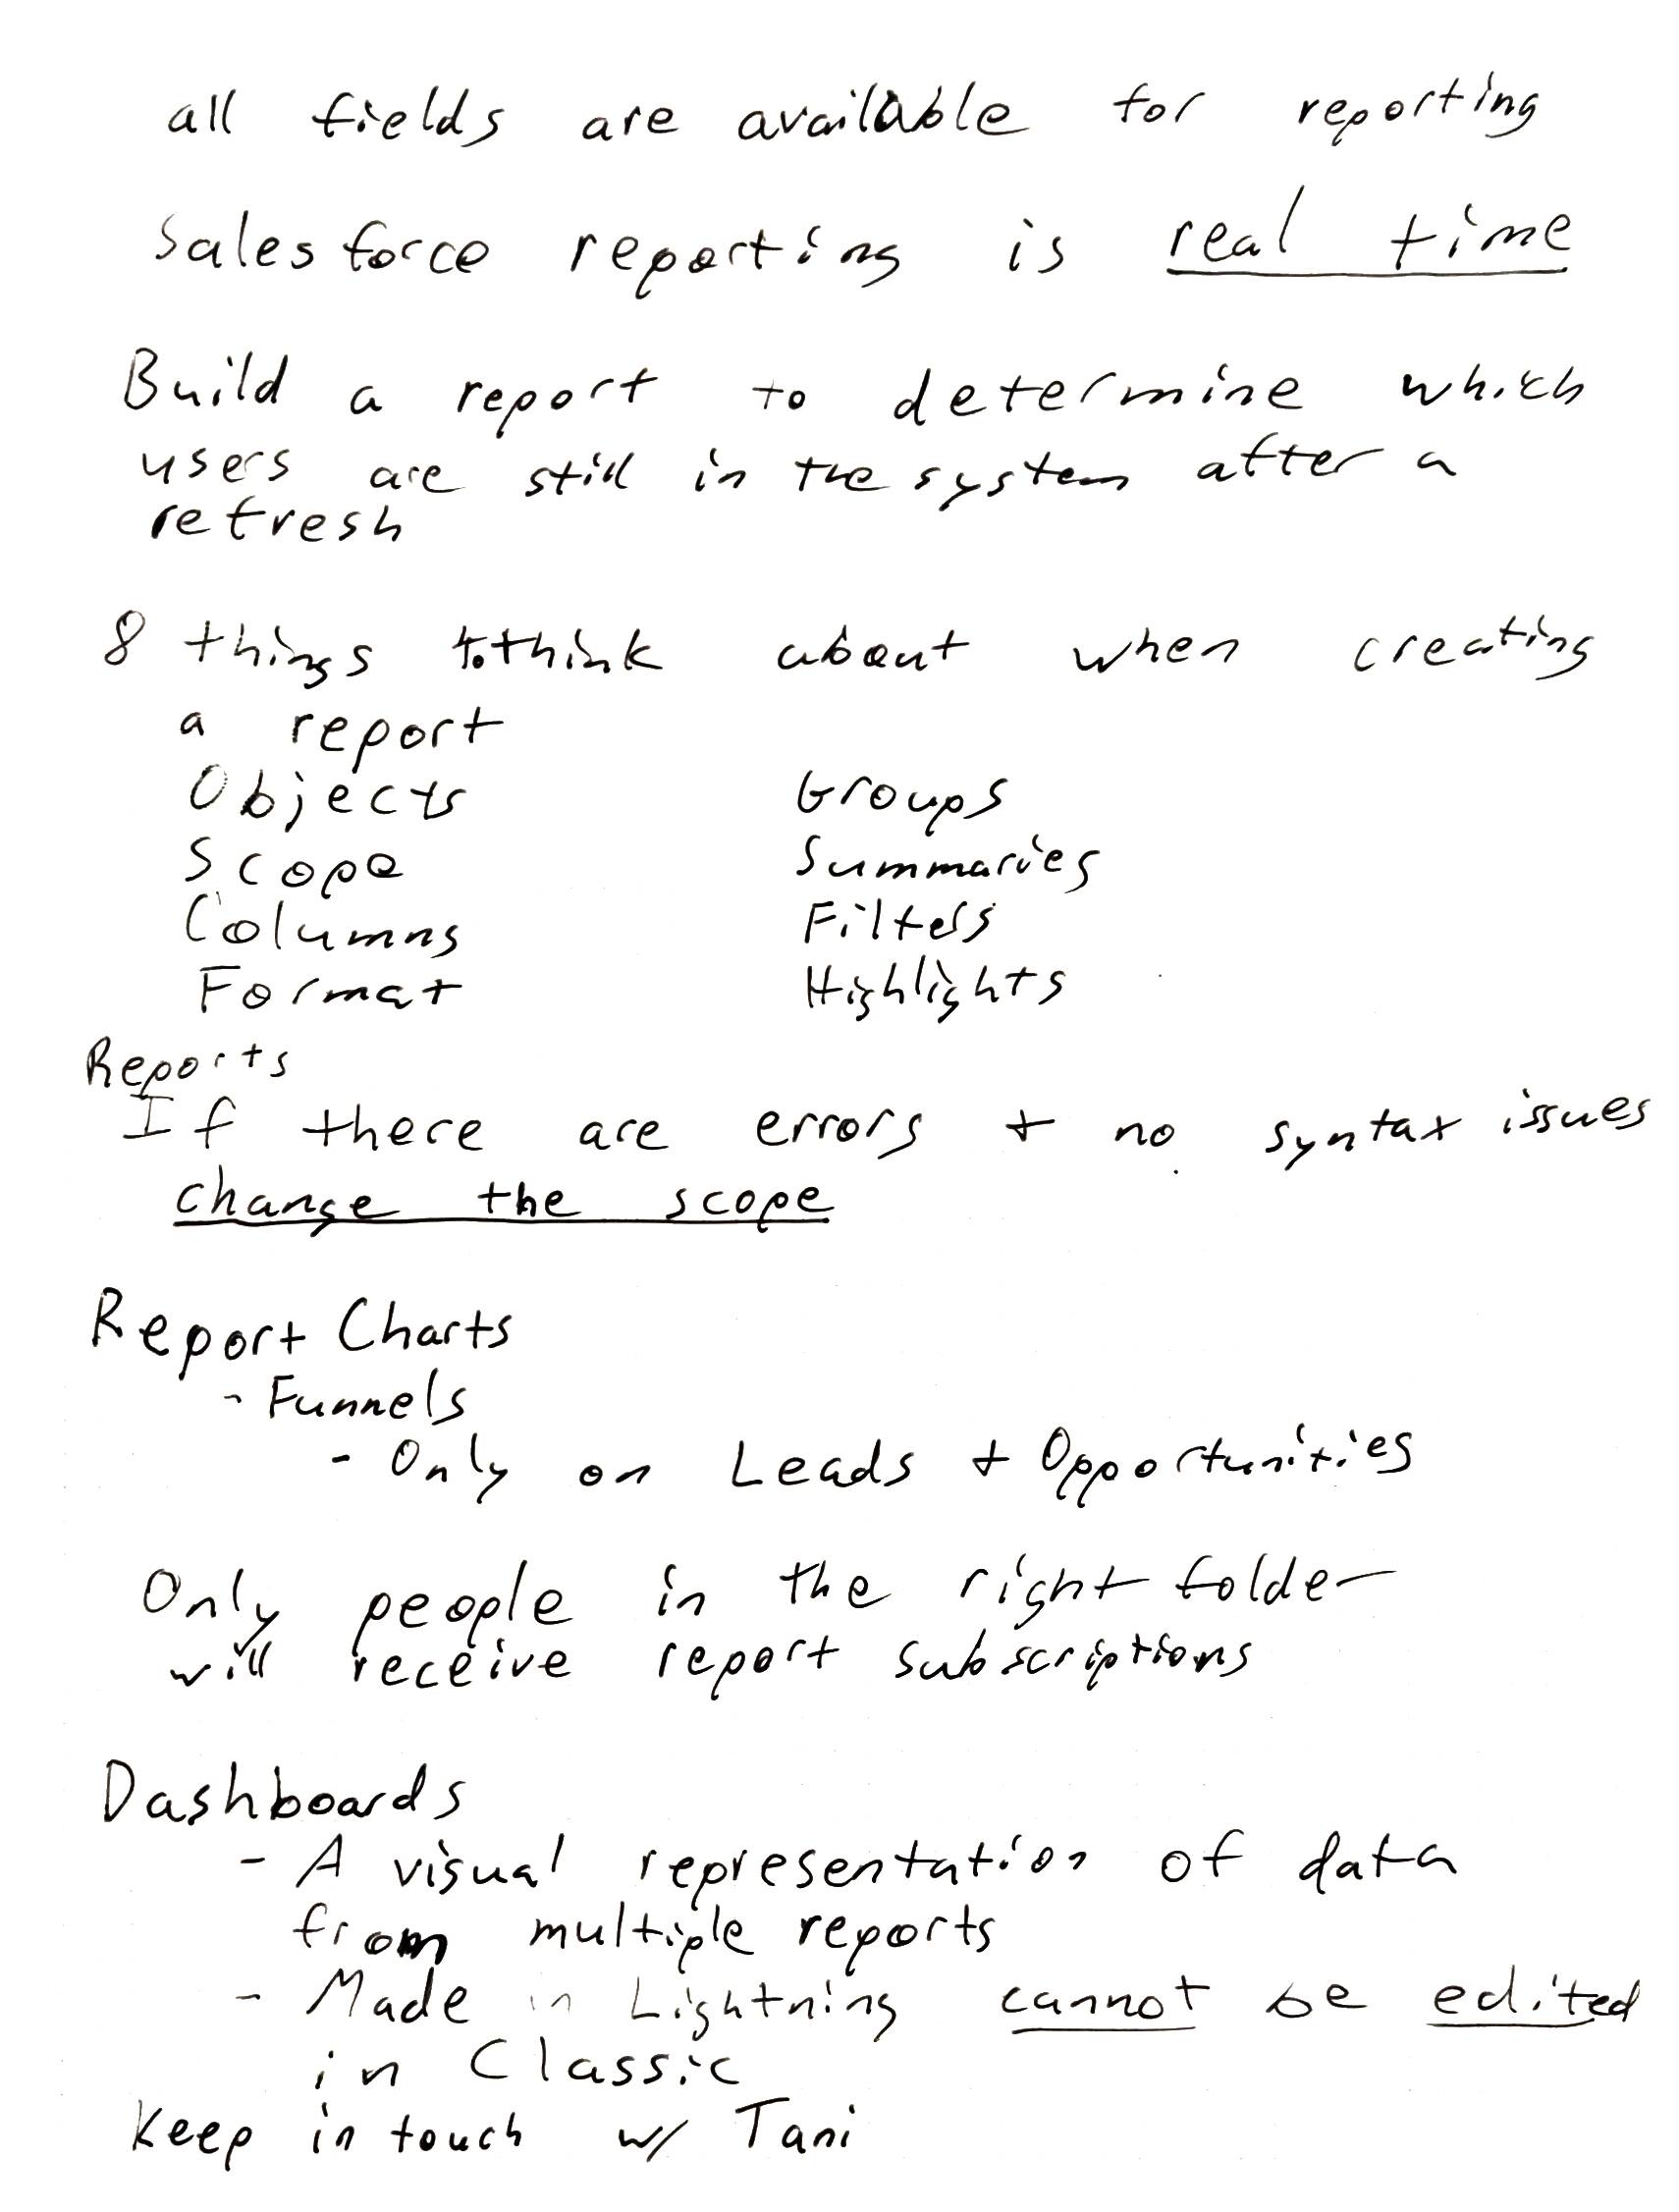 all fields are available for reporting
Salesforce reporting is real time
Build a report to determine which
users are still in the system after a
refresh
8 things to think about when creating
a report
Objects Groups
Scope Summaries
Columns Filters
Format Highlights
Reports
If there are errors + no syntax issues
change the scope
Report Charts
- Funnels
- Only on Leads + Opportunities
Only people in the right folder
will receive report subscriptions
Dashboards
- A visual representation of data
from multiple reports
- Made in Lightning cannot be edited
in Classic
Keep in touch w/ Tani